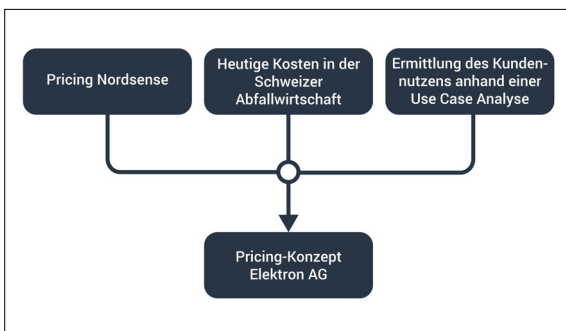 Pricing Nordsense
Heutige Kosten in der
Schweizer
Abfallwirtschaft
Ermittlung des Kunden-
nutzens anhand einer
Use Case Analyse
Pricing-Konzept
Elektron AG